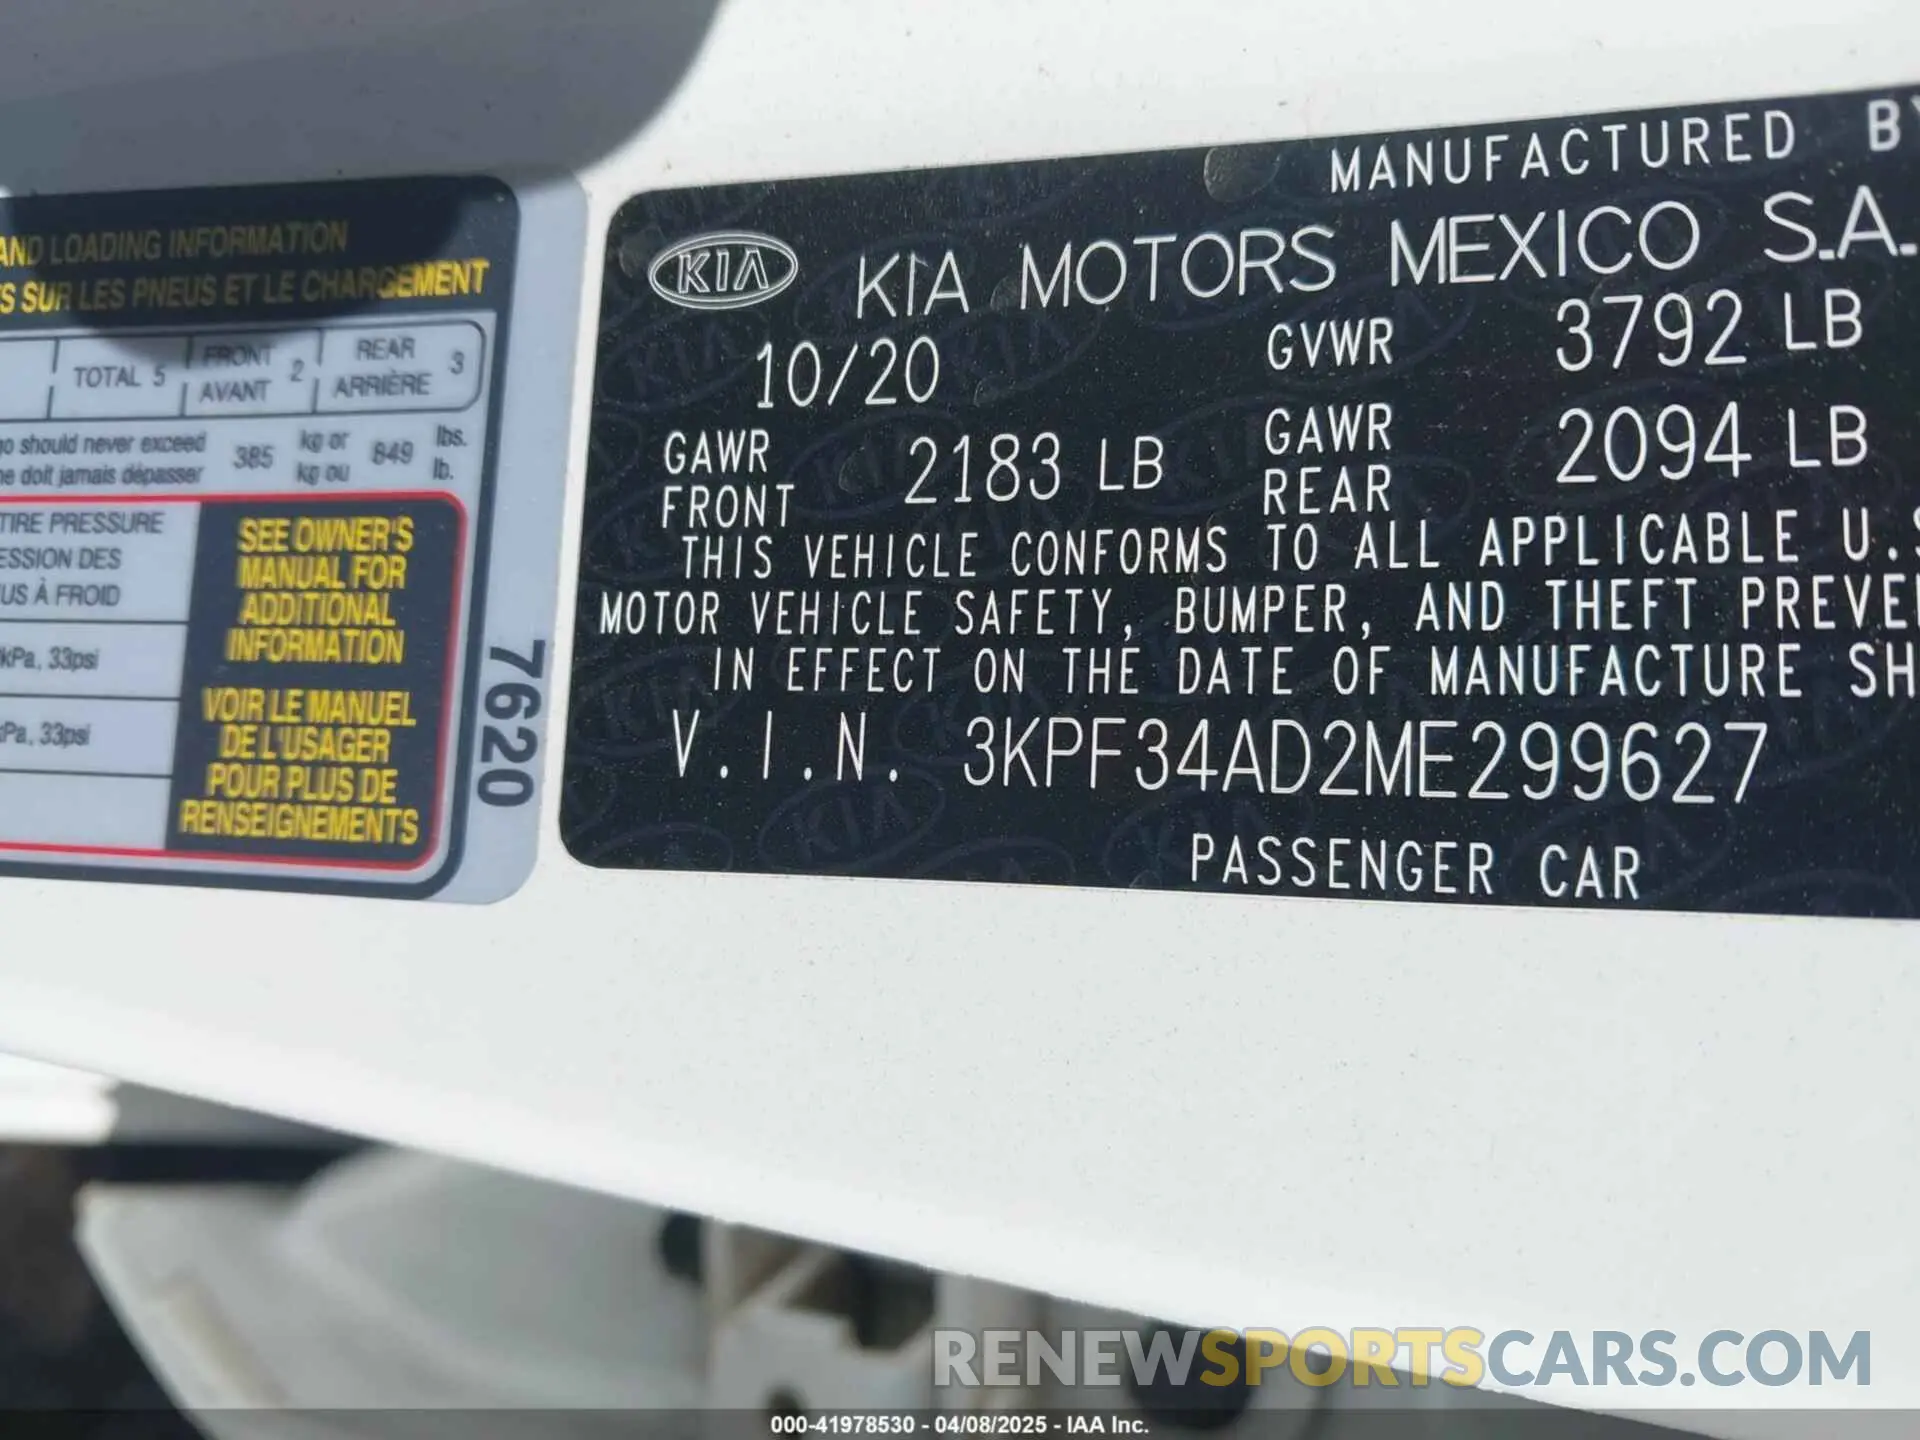 AND LOADING INFORMATION
SUR LES PNEUS ET LE CHARGEMENT
TOTAL 5
FRONT
AVANT
2
REAR
ARRIÈRE
3
should never exceed
doit jamais dépasser
385
kg or
kg ou
849
lbs.
lb.
TIRE PRESSURE
DES
À FROID
kPa, 33psi
kPa, 33psi
SEE OWNER'S
MANUAL FOR
ADDITIONAL
INFORMATION
VOIR LE MANUEL
DE L'USAGER
POUR PLUS DE
RENSEIGNEMENTS
7620
MANUFACTURED BY
KIA KIA MOTORS MEXICO S.A.
10/20 GVWR 3792 LB
GAWR
FRONT
2183 LB
GAWR
REAR
2094 LB
THIS VEHICLE CONFORMS TO ALL APPLICABLE U.S
MOTOR VEHICLE SAFETY, BUMPER, AND THEFT
IN EFFECT ON THE DATE OF MANUFACTURE
V.I.N. 3KPF34AD2ME299627
PASSENGER CAR
RENEWSPORTSCARS.COM
000-41978530 - 04/08/2025 - IAA Inc.